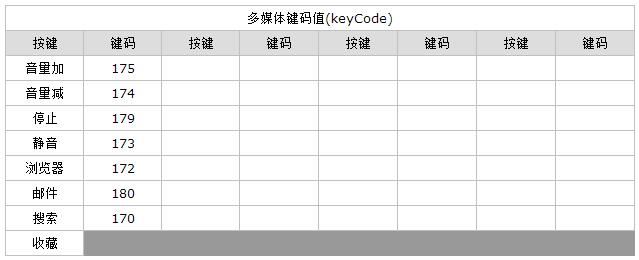 多媒体键码值(keyCode)
按键 键码 按键 键码 按键 键码 按键 键码
音量加 175
音量减 174
停止 179
静音 173
浏览器 172
邮件 180
搜索 170
收藏